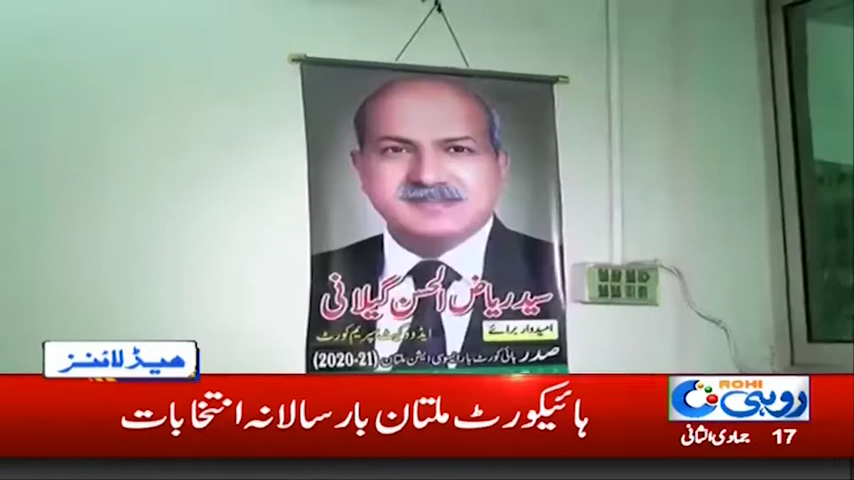 سید ریاض الحسن گیلانی
ایڈووکیٹ سپریم کورٹ
امیدوار برائے
صدر ہائی کورٹ بار ایسوسی ایشن ملتان (2020-21)
ہیڈلائنز
ہائیکورٹ ملتان بار سالانہ انتخابات
ROHI
روہی
17 جمادی الثانی